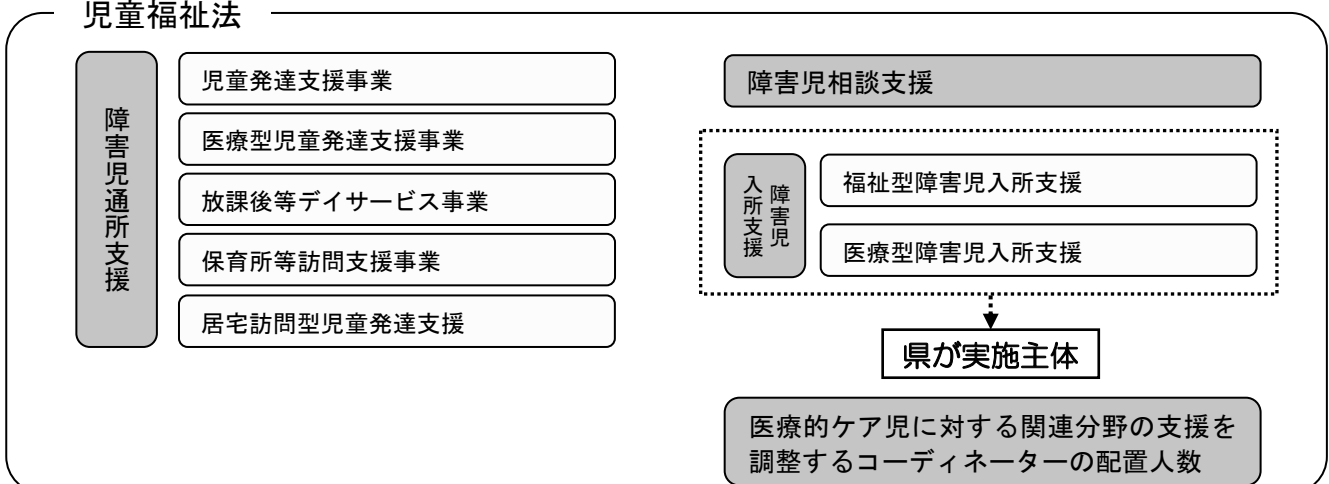 児童福祉法
障害児通所支援
児童発達支援事業
医療型児童発達支援事業
放課後等デイサービス事業
保育所等訪問支援事業
居宅訪問型児童発達支援
障害児相談支援
障害児
入所支援
福祉型障害児入所支援
医療型障害児入所支援
県が実施主体
医療的ケア児に対する関連分野の支援を
調整するコーディネーターの配置人数